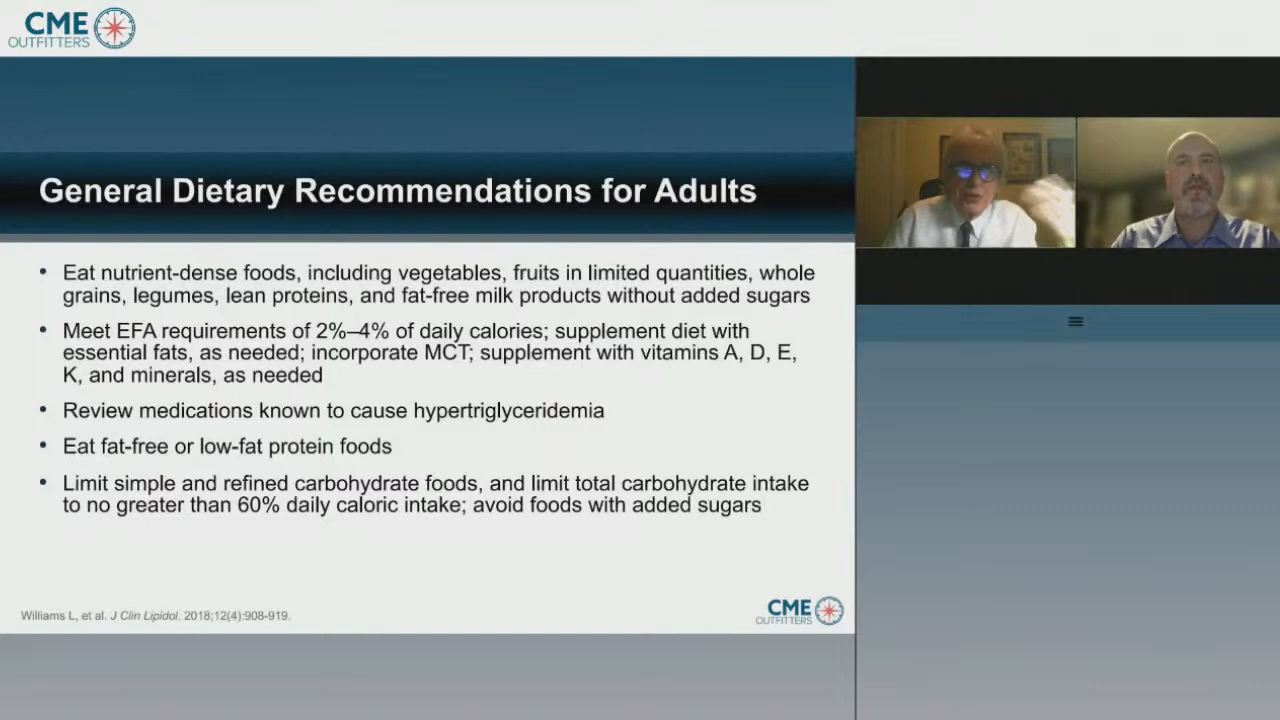 CME
OUTFITTERS
General Dietary Recommendations for Adults
• Eat nutrient-dense foods, including vegetables, fruits in limited quantities, whole
grains, legumes, lean proteins, and fat-free milk products without added sugars
• Meet EFA requirements of 2%–4% of daily calories; supplement diet with
essential fats, as needed; incorporate MCT; supplement with vitamins A, D, E,
K, and minerals, as needed
• Review medications known to cause hypertriglyceridemia
• Eat fat-free or low-fat protein foods
• Limit simple and refined carbohydrate foods, and limit total carbohydrate intake
to no greater than 60% daily caloric intake; avoid foods with added sugars
Williams L, et al. J Clin Lipidol. 2018;12(4):908-919.
CME
OUTFITTERS